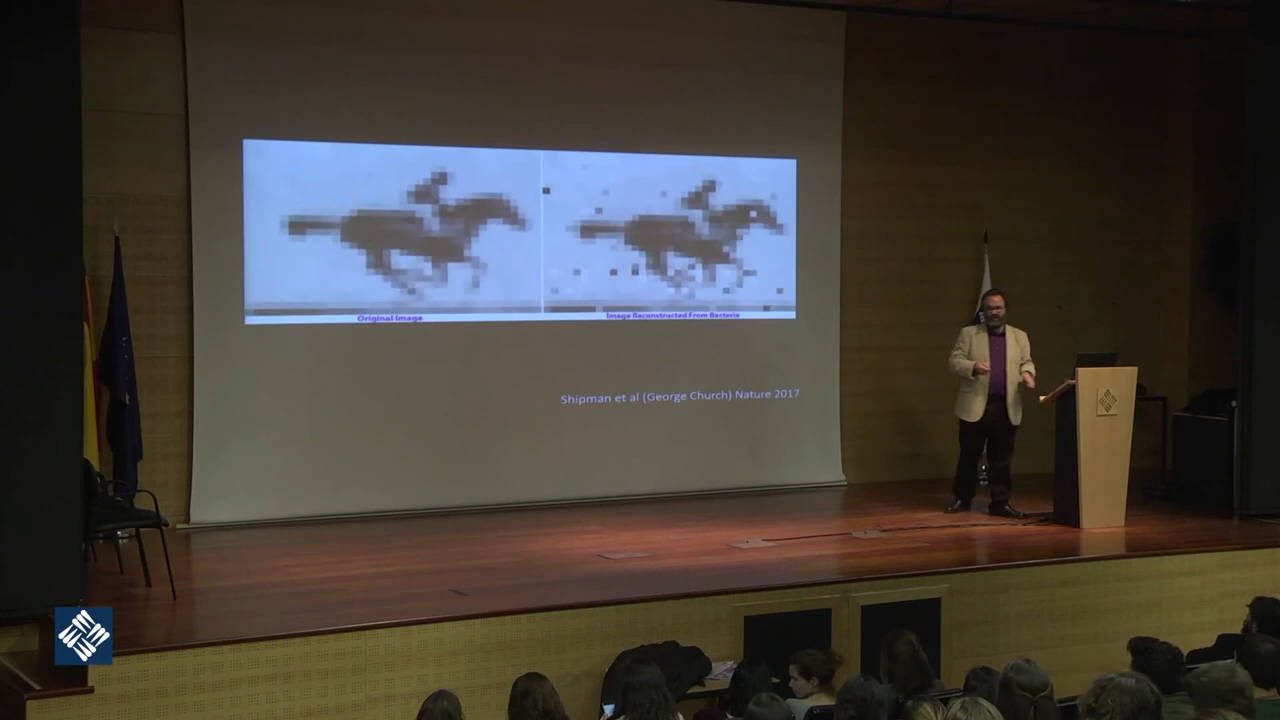 Original Image
Image Reconstructed From Bacteria
Shipman et al (George Church) Nature 2017